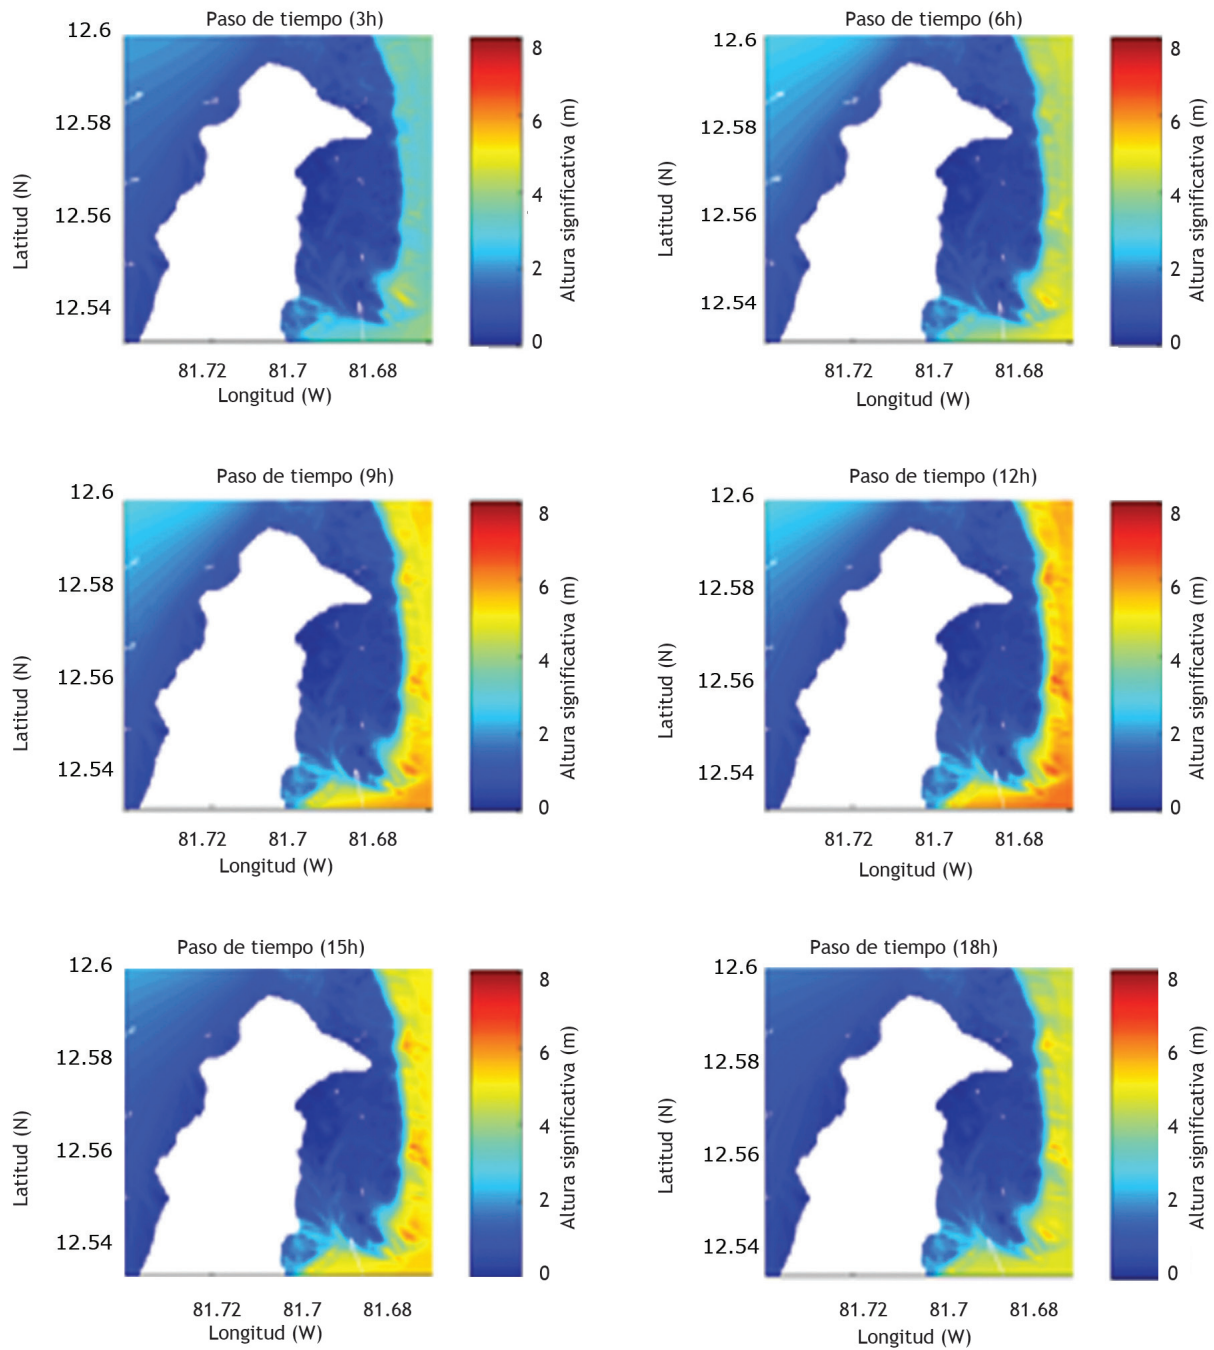 Paso de tiempo (3h)
12.6
12.58
12.56
12.54
Latitud (N)
81.72 81.7 81.68
Longitud (W)
8
6
4
2
0
Altura significativa (m)
Paso de tiempo (6h)
12.6
12.58
12.56
12.54
Latitud (N)
81.72 81.7 81.68
Longitud (W)
8
6
4
2
0
Altura significativa (m)
Paso de tiempo (9h)
12.6
12.58
12.56
12.54
Latitud (N)
81.72 81.7 81.68
Longitud (W)
8
6
4
2
0
Altura significativa (m)
Paso de tiempo (12h)
12.6
12.58
12.56
12.54
Latitud (N)
81.72 81.7 81.68
Longitud (W)
8
6
4
2
0
Altura significativa (m)
Paso de tiempo (15h)
12.6
12.58
12.56
12.54
Latitud (N)
81.72 81.7 81.68
Longitud (W)
8
6
4
2
0
Altura significativa (m)
Paso de tiempo (18h)
12.6
12.58
12.56
12.54
Latitud (N)
81.72 81.7 81.68
Longitud (W)
8
6
4
2
0
Altura significativa (m)